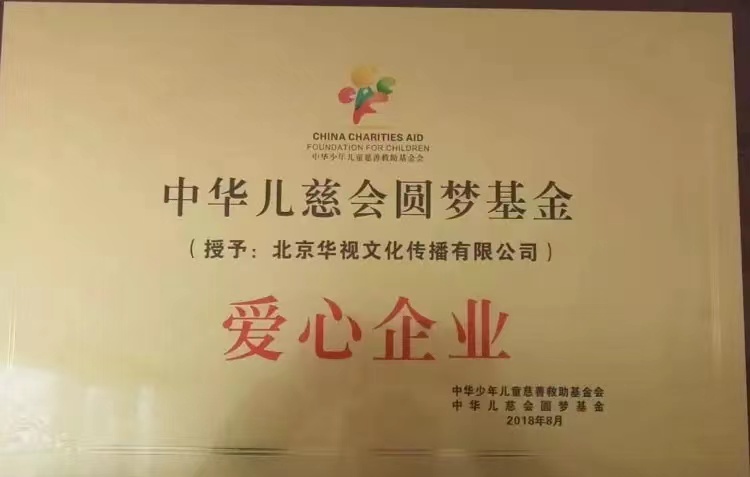 CHINA CHARITIES AID
FOUNDATION FOR CHILDREN
中华少年儿童慈善救助基金会
中华儿慈会圆梦基金
（授予：北京华视文化传播有限公司）
爱心企业
中华少年儿童慈善救助基金会
中华儿慈会圆梦基金
2018年8月